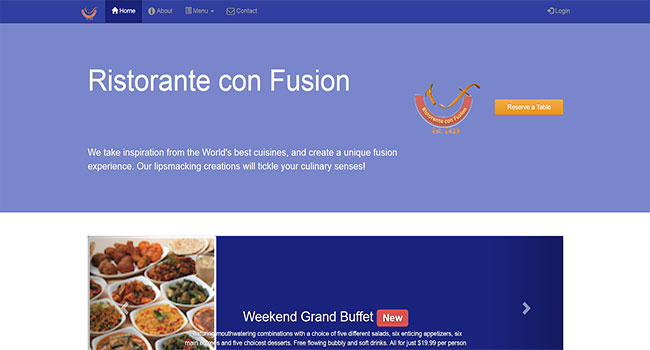 Home About Menu Contact Login
Ristorante con Fusion
Ristorante con Fusion
Est. 1423
Reserve a Table
We take inspiration from the World's best cuisines, and create a unique fusion
experience. Our lipsmacking creations will tickle your culinary senses!
Weekend Grand Buffet New
mouthwatering combinations with a choice of five different salads, six enticing appetizers, six
main and five choicest desserts. Free flowing bubbly and soft drinks. All for just $19.99 per person